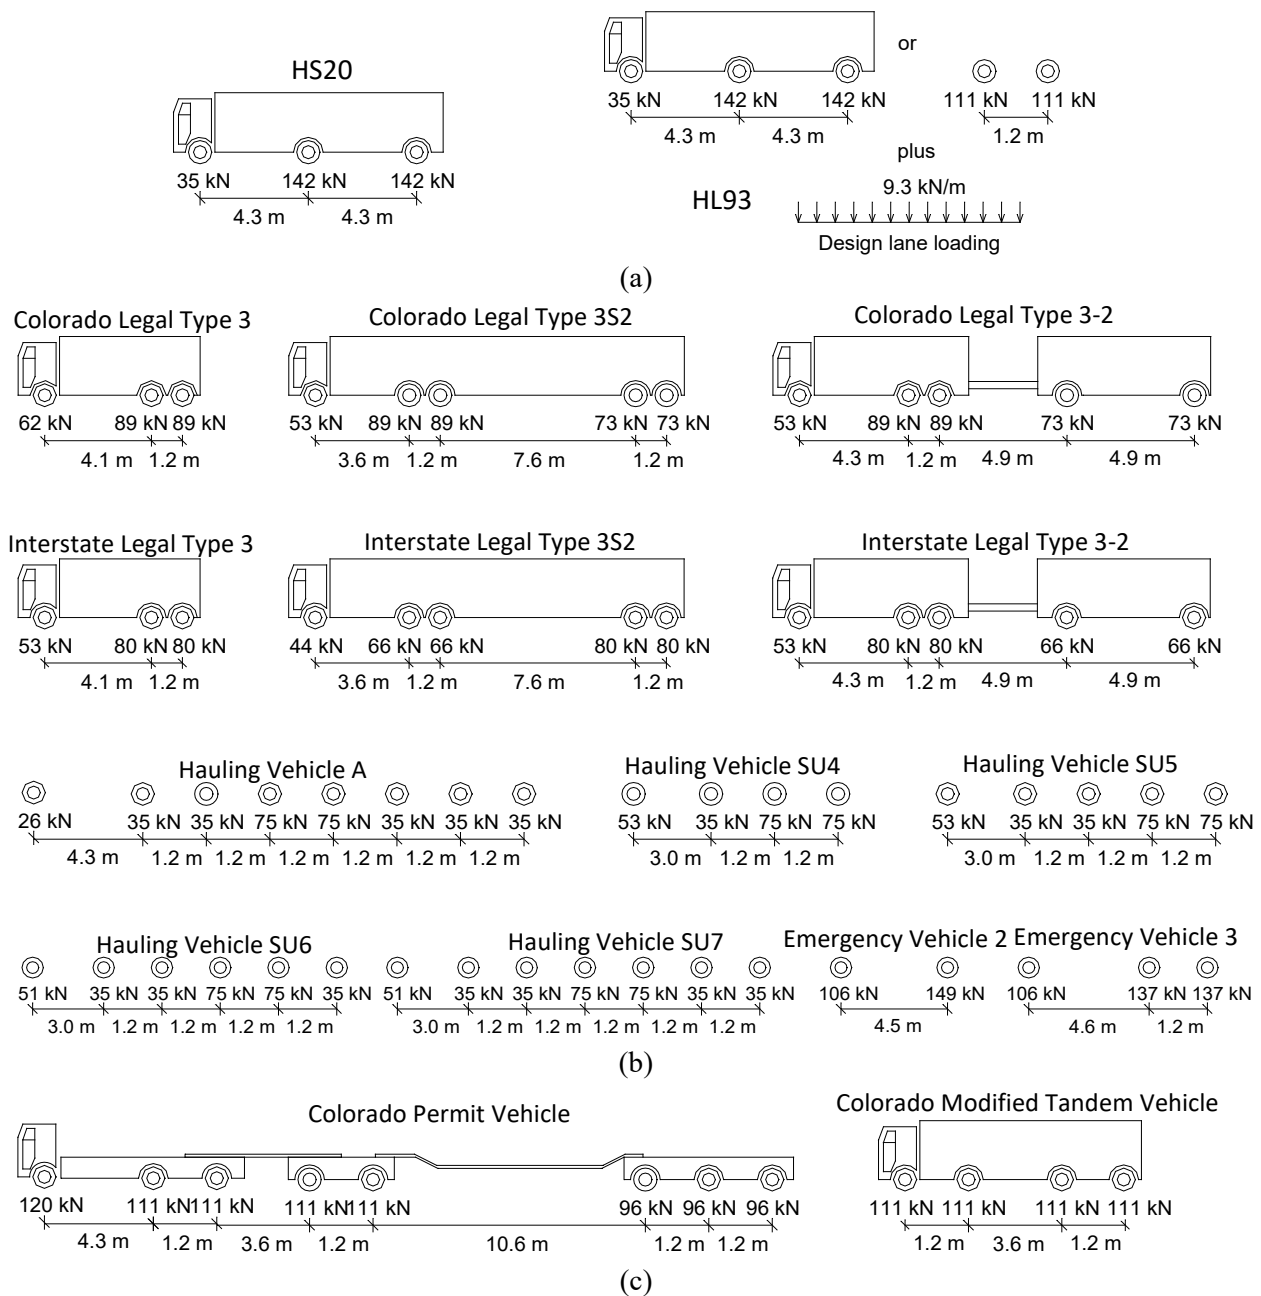 HS20
35 kN 142 kN 142 kN
4.3 m 4.3 m
or
35 kN 142 kN 142 kN 111 kN 111 kN
4.3 m 4.3 m 1.2 m
plus
HL93
9.3 kN/m
Design lane loading
(a)
Colorado Legal Type 3
62 kN 89 kN 89 kN
4.1 m 1.2 m
Colorado Legal Type 3S2
53 kN 89 kN 89 kN 73 kN 73 kN
3.6 m 1.2 m 7.6 m 1.2 m
Colorado Legal Type 3-2
53 kN 89 kN 89 kN 73 kN 73 kN
4.3 m 1.2 m 4.9 m 4.9 m
Interstate Legal Type 3
53 kN 80 kN 80 kN
4.1 m 1.2 m
Interstate Legal Type 3S2
44 kN 66 kN 66 kN 80 kN 80 kN
3.6 m 1.2 m 7.6 m 1.2 m
Interstate Legal Type 3-2
53 kN 80 kN 80 kN 66 kN 66 kN
4.3 m 1.2 m 4.9 m 4.9 m
Hauling Vehicle A
26 kN 35 kN 35 kN 75 kN 75 kN 35 kN 35 kN 35 kN
4.3 m 1.2 m 1.2 m 1.2 m 1.2 m 1.2 m 1.2 m
Hauling Vehicle SU4
53 kN 35 kN 75 kN 75 kN
3.0 m 1.2 m 1.2 m
Hauling Vehicle SU5
53 kN 35 kN 35 kN 75 kN 75 kN
3.0 m 1.2 m 1.2 m 1.2 m
Hauling Vehicle SU6
51 kN 35 kN 35 kN 75 kN 75 kN 35 kN
3.0 m 1.2 m 1.2 m 1.2 m 1.2 m
Hauling Vehicle SU7
51 kN 35 kN 35 kN 75 kN 75 kN 35 kN 35 kN
3.0 m 1.2 m 1.2 m 1.2 m 1.2 m 1.2 m
Emergency Vehicle 2
106 kN 149 kN
4.5 m
Emergency Vehicle 3
106 kN 137 kN 137 kN
4.6 m 1.2 m
(b)
Colorado Permit Vehicle
120 kN 111 kN 111 kN 111 kN 111 kN 96 kN 96 kN 96 kN
4.3 m 1.2 m 3.6 m 1.2 m 10.6 m 1.2 m 1.2 m
Colorado Modified Tandem Vehicle
111 kN 111 kN 111 kN 111 kN
1.2 m 3.6 m 1.2 m
(c)